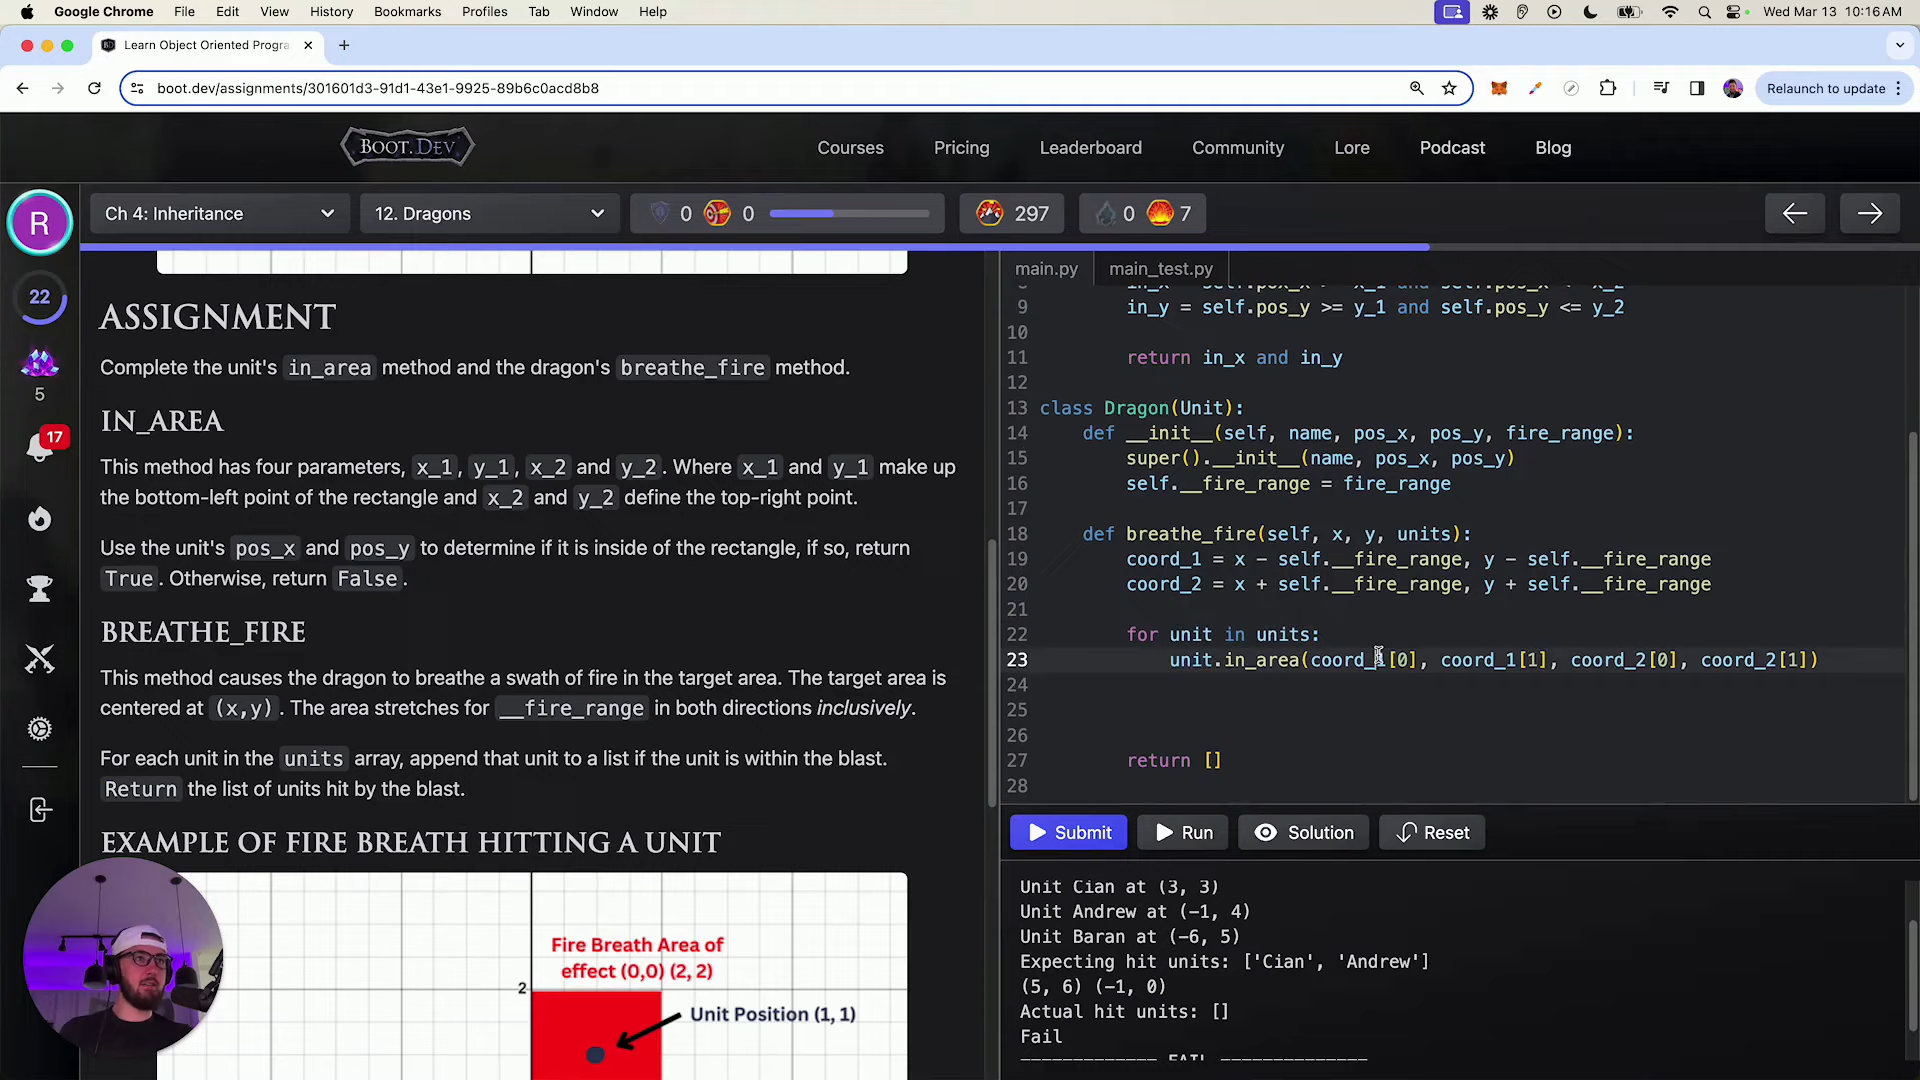 Google Chrome File Edit View History Bookmarks Profiles Tab Window Help Wed Mar 13 10:16 AM
Learn Object Oriented Progra
boot.dev/assignments/301601d3-91d1-43e1-9925-89b6c0acd8b8
Relaunch to update
BOOT.DEV Courses Pricing Leaderboard Community Lore Podcast Blog
R
Ch 4: Inheritance 12. Dragons 0 0 297 0 7
22
5
17
ASSIGNMENT
Complete the unit's in_area method and the dragon's breathe_fire method.
IN_AREA
This method has four parameters, x_1, y_1, x_2 and y_2. Where x_1 and y_1 make up
the bottom-left point of the rectangle and x_2 and y_2 define the top-right point.
Use the unit's pos_x and pos_y to determine if it is inside of the rectangle, if so, return
True. Otherwise, return False.
BREATHE_FIRE
This method causes the dragon to breathe a swath of fire in the target area. The target area is
centered at (x,y). The area stretches for __fire_range in both directions inclusively.
For each unit in the units array, append that unit to a list if the unit is within the blast.
Return the list of units hit by the blast.
EXAMPLE OF FIRE BREATH HITTING A UNIT
Fire Breath Area of
effect (0,0) (2, 2)
2
Unit Position (1, 1)
main.py main_test.py
9 in_y = self.pos_y >= y_1 and self.pos_y <= y_2
10
11 return in_x and in_y
12
13 class Dragon(Unit):
14 def __init__(self, name, pos_x, pos_y, fire_range):
15 super().__init__(name, pos_x, pos_y)
16 self.__fire_range = fire_range
17
18 def breathe_fire(self, x, y, units):
19 coord_1 = x - self.__fire_range, y - self.__fire_range
20 coord_2 = x + self.__fire_range, y + self.__fire_range
21
22 for unit in units:
23 unit.in_area(coord_1[0], coord_1[1], coord_2[0], coord_2[1])
24
25
26
27 return []
28
Submit Run Solution Reset
Unit Cian at (3, 3)
Unit Andrew at (-1, 4)
Unit Baran at (-6, 5)
Expecting hit units: ['Cian', 'Andrew']
(5, 6) (-1, 0)
Actual hit units: []
Fail
============= FAIL ==============